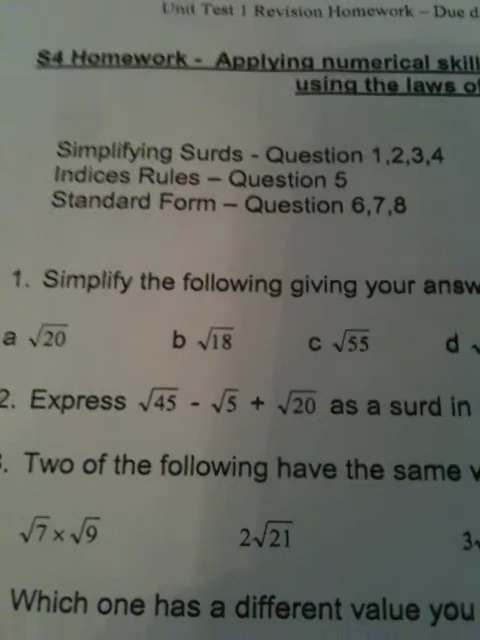 Unit Test 1 Revision Homework – Due
S4 Homework - Applying numerical
using the laws
Simplifying Surds - Question 1,2,3,4
Indices Rules – Question 5
Standard Form – Question 6,7,8
1. Simplify the following giving your
a √20 b √18 c √55 d
2. Express √45 - √5 + √20 as a surd in
. Two of the following have the same
√7 × √9 2√21 3
Which one has a different value you